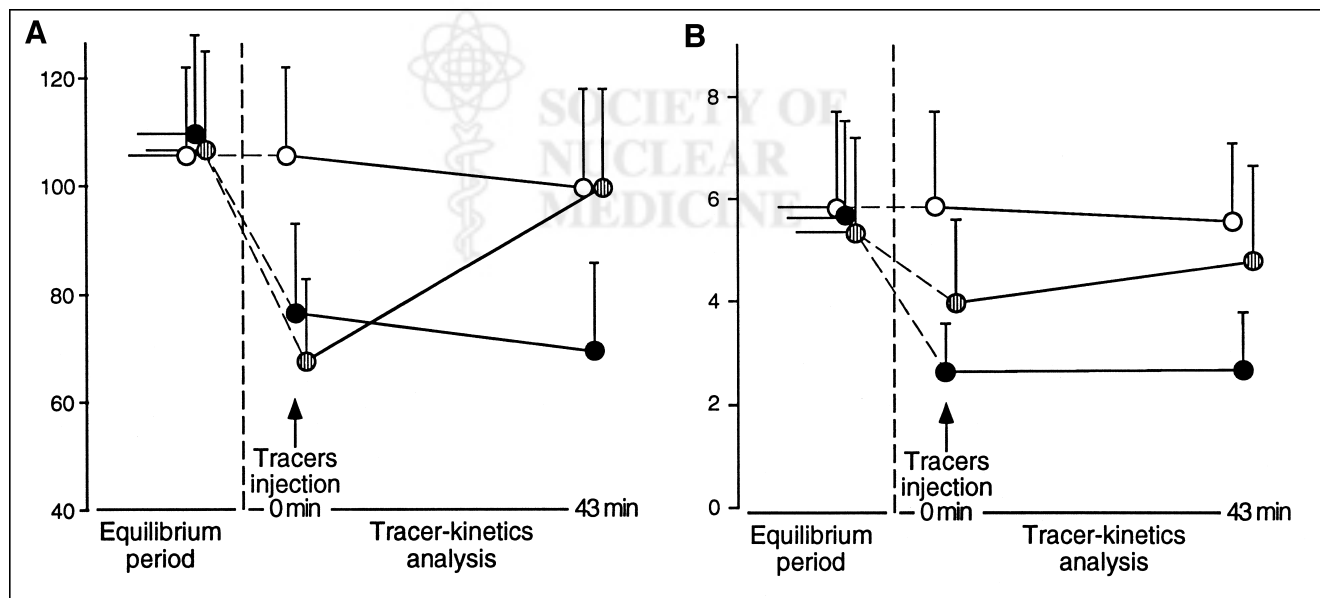 A
120
100
80
60
40
Tracers
injection
0 min
43 min
Equilibrium
period
Tracer-kinetics
analysis
B
8
6
4
2
0
Tracers
injection
0 min
43 min
Equilibrium
period
Tracer-kinetics
analysis
SOCIETY OF
NUCLEAR
MEDICINE